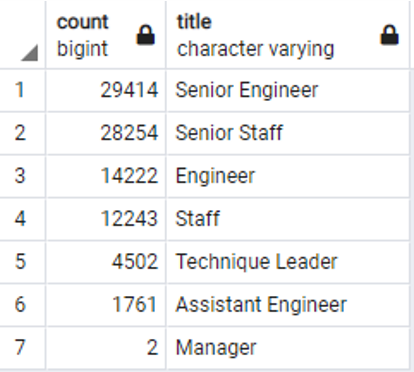 count title
bigint character varying
1 29414 Senior Engineer
2 28254 Senior Staff
3 14222 Engineer
4 12243 Staff
5 4502 Technique Leader
6 1761 Assistant Engineer
7 2 Manager